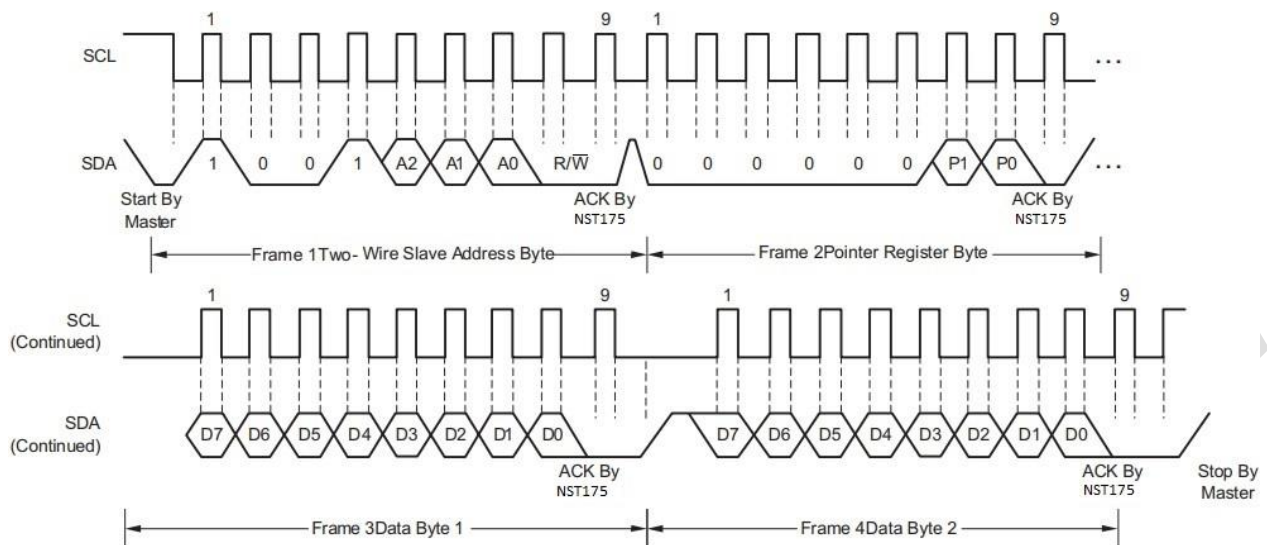 1 9 1 9
SCL ...
SDA 1 0 0 1 A2 A1 A0 R/W̅ 0 0 0 0 0 0 P1 P0 ...
Start By ACK By ACK By
Master NST175 NST175
Frame 1Two- Wire Slave Address Byte Frame 2Pointer Register Byte
1 9 1 9
SCL
(Continued)
SDA D7 D6 D5 D4 D3 D2 D1 D0 D7 D6 D5 D4 D3 D2 D1 D0
(Continued)
ACK By ACK By Stop By
NST175 NST175 Master
Frame 3Data Byte 1 Frame 4Data Byte 2